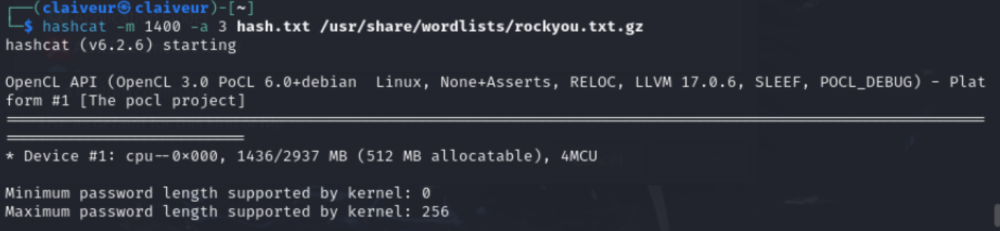 ┌──(claiveur㉿claiveur)-[~]
└─$ hashcat -m 1400 -a 3 hash.txt /usr/share/wordlists/rockyou.txt.gz
hashcat (v6.2.6) starting
OpenCL API (OpenCL 3.0 PoCL 6.0+debian  Linux, None+Asserts, RELOC, LLVM 17.0.6, SLEEF, POCL_DEBUG) - Plat
form #1 [The pocl project]
* Device #1: cpu--0x000, 1436/2937 MB (512 MB allocatable), 4MCU
Minimum password length supported by kernel: 0
Maximum password length supported by kernel: 256